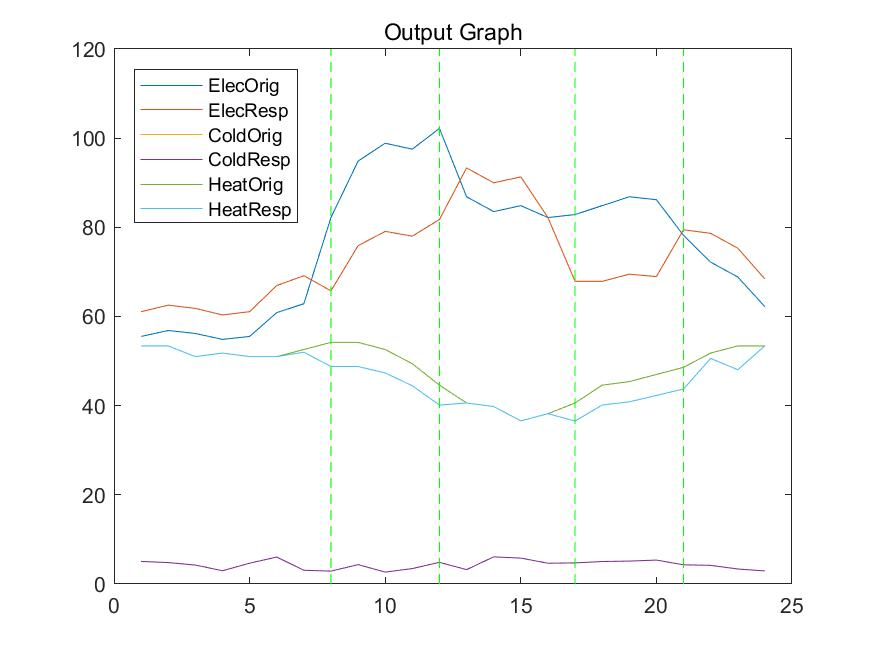 Output Graph
120
100
80
60
40
20
0
ElecOrig
ElecResp
ColdOrig
ColdResp
HeatOrig
HeatResp
0 5 10 15 20 25